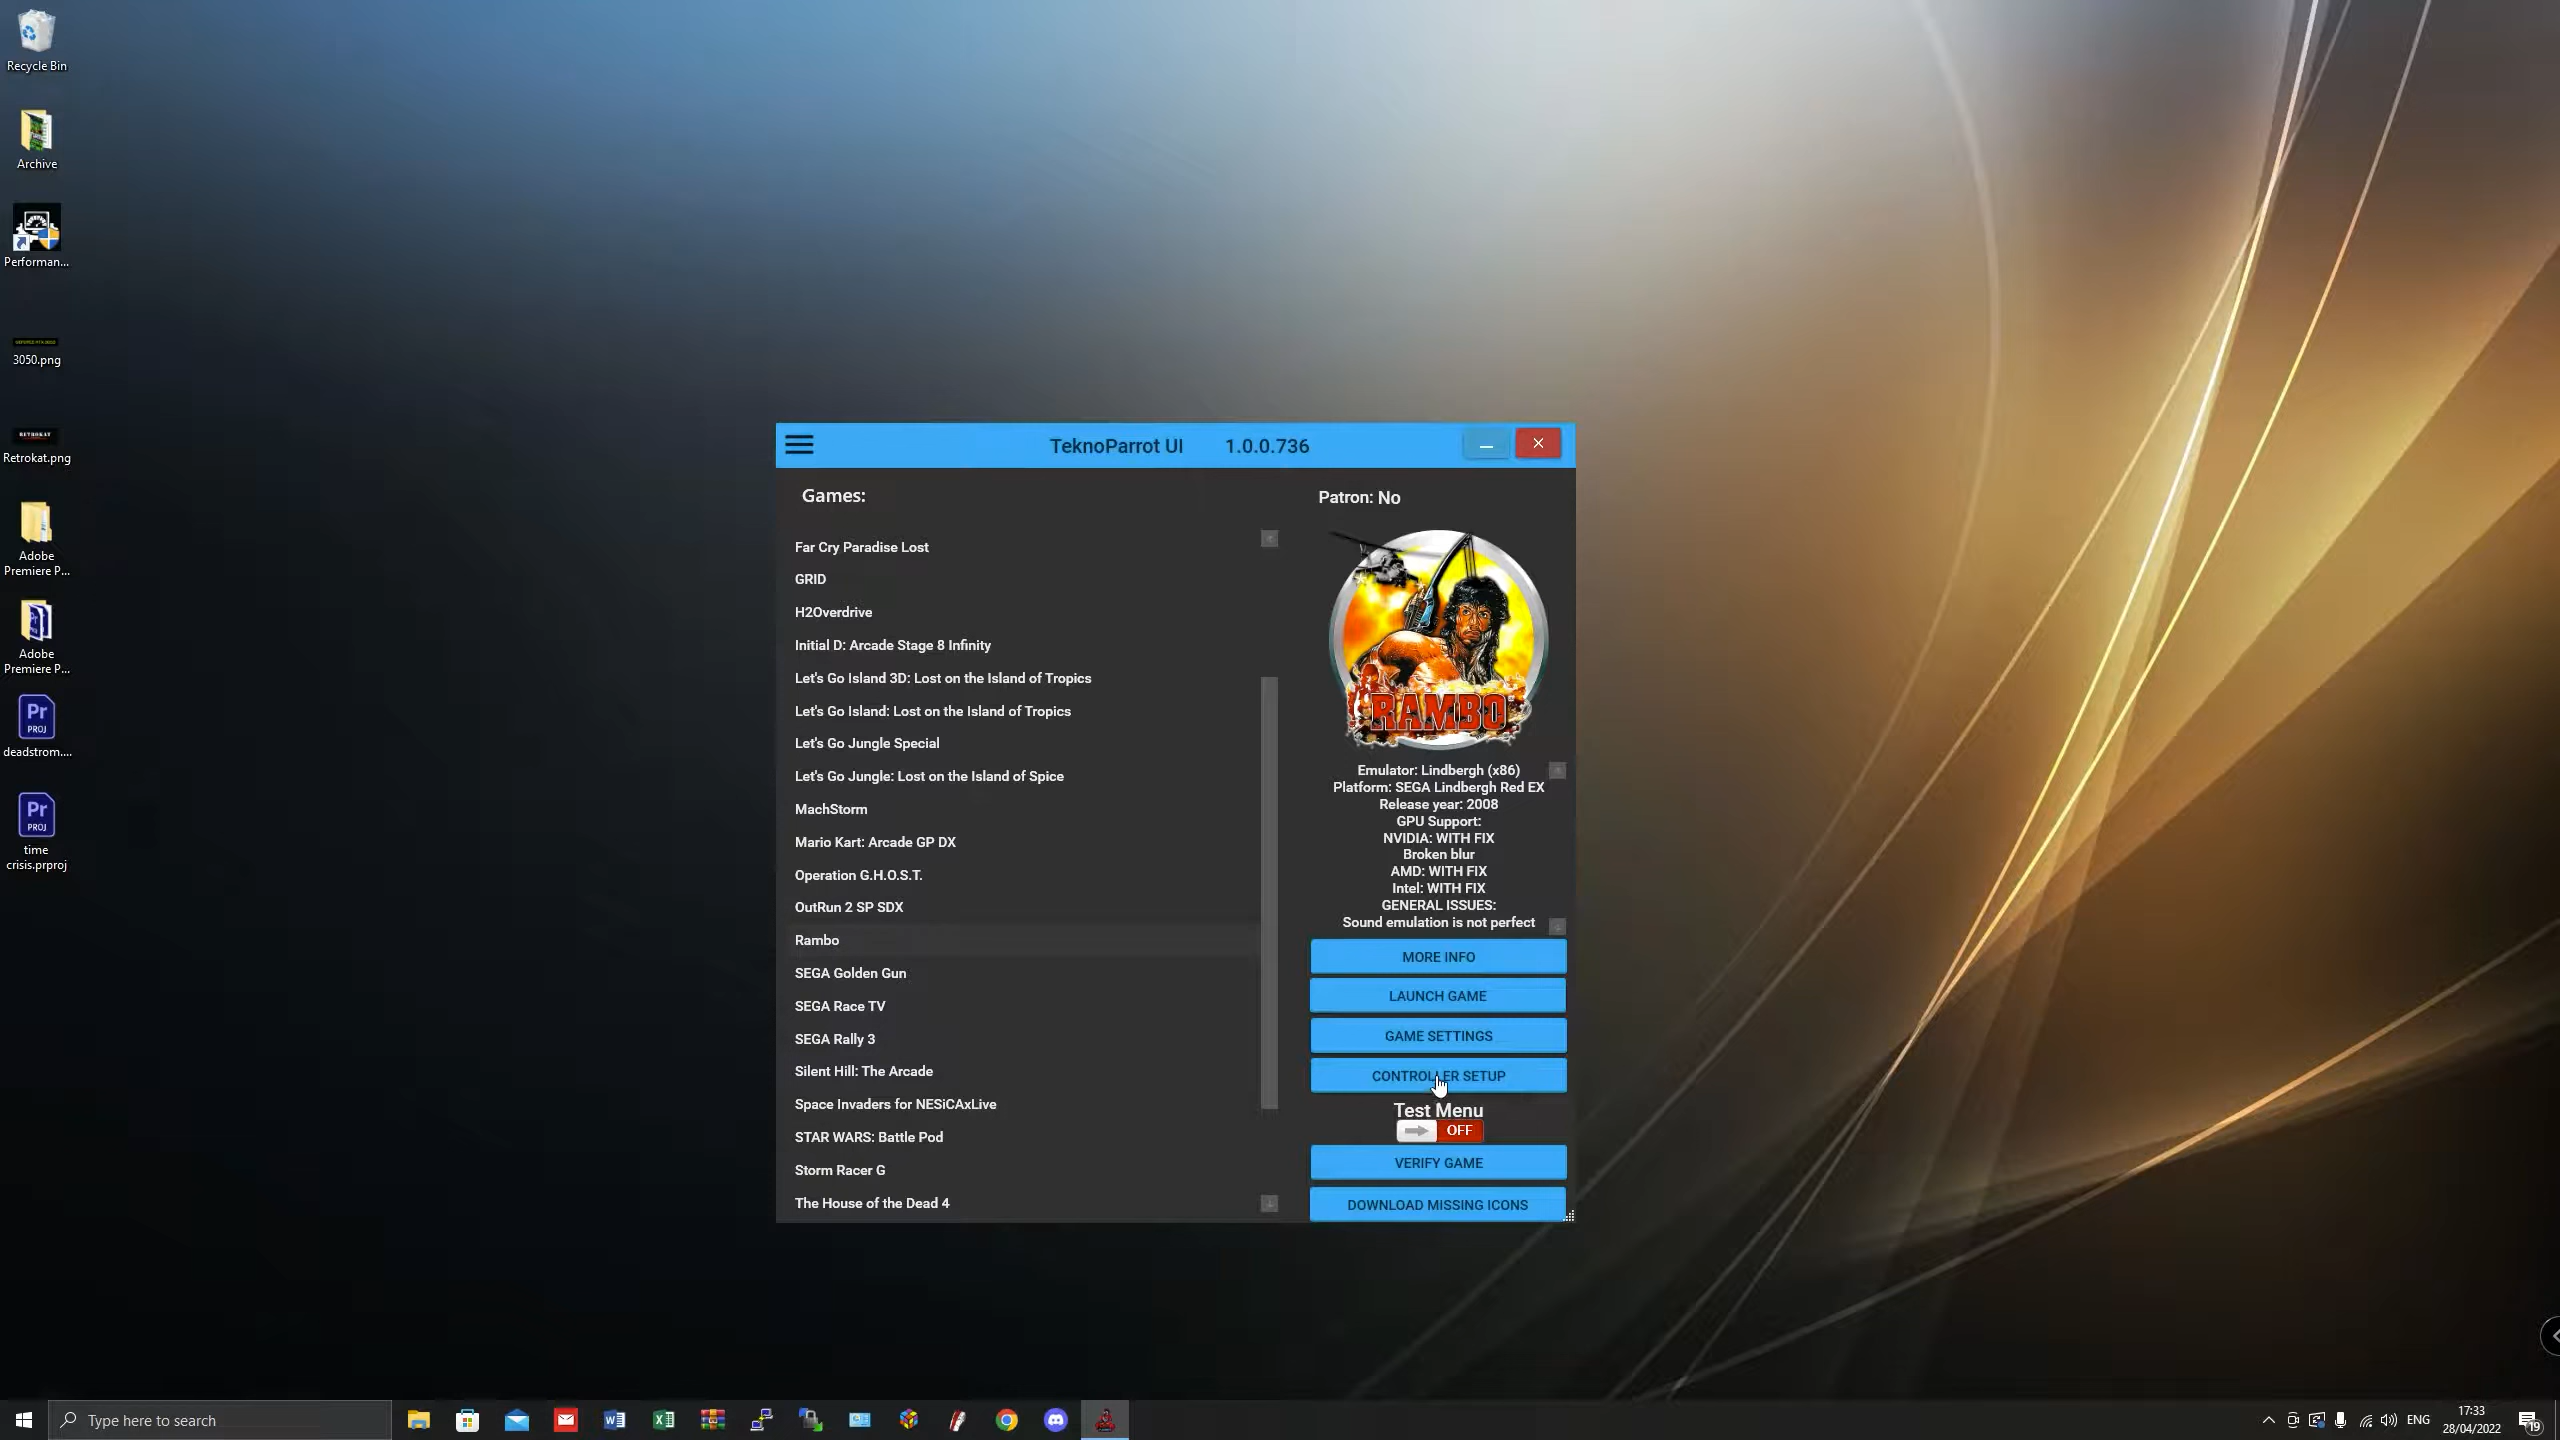 Recycle Bin
Archive
Performan...
3050.png
RETROKAT
Retrokat.png
Adobe
Premiere P...
Adobe
Premiere P...
Pr
PROJ
deadstrom....
Pr
PROJ
time
crisis.prproj
TeknoParrot UI 1.0.0.736
Games:
Far Cry Paradise Lost
GRID
H2Overdrive
Initial D: Arcade Stage 8 Infinity
Let's Go Island 3D: Lost on the Island of Tropics
Let's Go Island: Lost on the Island of Tropics
Let's Go Jungle Special
Let's Go Jungle: Lost on the Island of Spice
MachStorm
Mario Kart: Arcade GP DX
Operation G.H.O.S.T.
OutRun 2 SP SDX
Rambo
SEGA Golden Gun
SEGA Race TV
SEGA Rally 3
Silent Hill: The Arcade
Space Invaders for NESiCAxLive
STAR WARS: Battle Pod
Storm Racer G
The House of the Dead 4
Patron: No
RAMBO
Emulator: Lindbergh (x86)
Platform: SEGA Lindbergh Red EX
Release year: 2008
GPU Support:
NVIDIA: WITH FIX
Broken blur
AMD: WITH FIX
Intel: WITH FIX
GENERAL ISSUES:
Sound emulation is not perfect
MORE INFO
LAUNCH GAME
GAME SETTINGS
CONTROLLER SETUP
Test Menu
OFF
VERIFY GAME
DOWNLOAD MISSING ICONS
Type here to search
ENG
17:33
28/04/2022
19